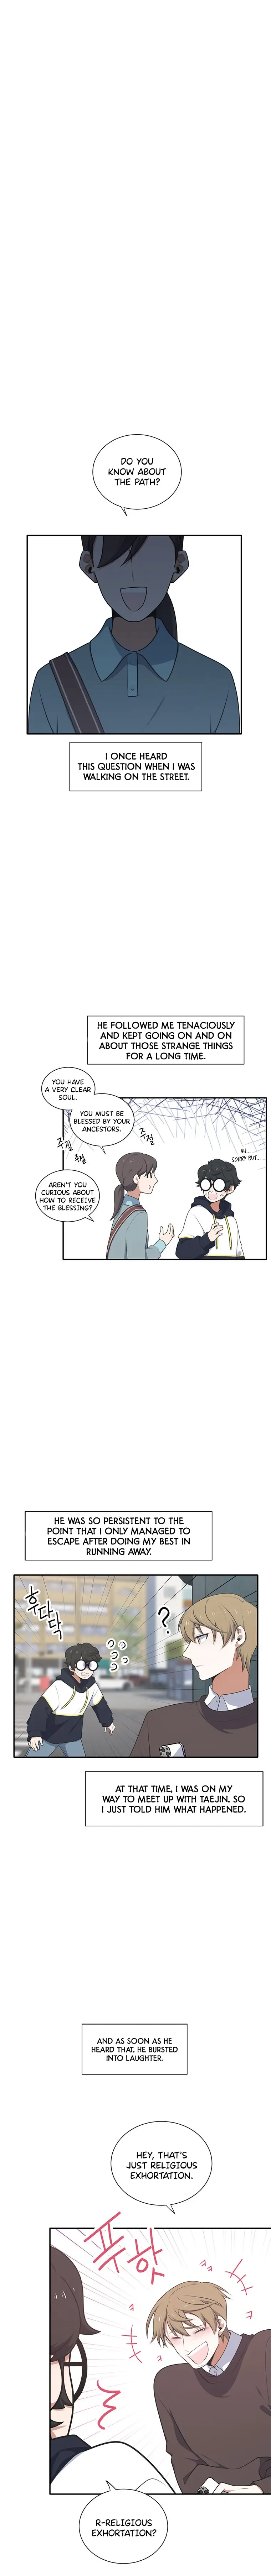 DO YOU
KNOW ABOUT
THE PATH?
I ONCE HEARD
THIS QUESTION WHEN I WAS
WALKING ON THE STREET.
HE FOLLOWED ME TENACIOUSLY
AND KEPT GOING ON AND ON
ABOUT THOSE STRANGE THINGS
FOR A LONG TIME.
YOU HAVE
A VERY CLEAR
SOUL.
YOU MUST BE
BLESSED BY YOUR
ANCESTORS.
주절
주절
AH...
SORRY BUT...
AREN'T YOU
CURIOUS ABOUT
HOW TO RECEIVE
THE BLESSING?
HE WAS SO PERSISTENT TO THE
POINT THAT I ONLY MANAGED TO
ESCAPE AFTER DOING MY BEST IN
RUNNING AWAY.
후다닥
?
AT THAT TIME, I WAS ON MY
WAY TO MEET UP WITH TAEJIN, SO
I JUST TOLD HIM WHAT HAPPENED.
AND AS SOON AS HE
HEARD THAT, HE BURSTED
INTO LAUGHTER.
HEY, THAT'S
JUST RELIGIOUS
EXHORTATION.
푸핫
R-RELIGIOUS
EXHORTATION?